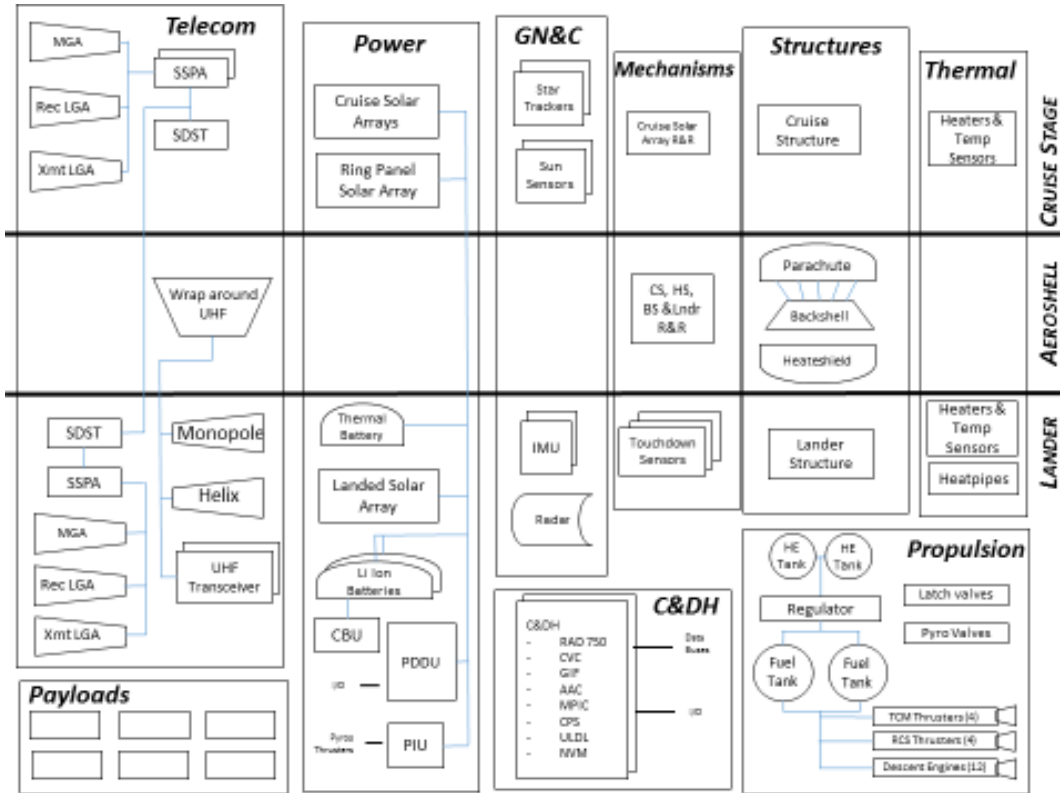 Telecom
MGA
SSPA
Rec LGA
SDST
Xmt LGA
Power
Cruise Solar
Arrays
Ring Panel
Solar Array
GN&C
Star
Trackers
Sun
Sensors
Mechanisms
Cruise Solar
Array R&R
Structures
Cruise
Structure
Thermal
Heaters &
Temp
Sensors
CRUISE STAGE
Wrap around
UHF
CS, HS,
BS &Lndr
R&R
Parachute
Backshell
Heateshield
AEROSHELL
SDST
Monopole
SSPA
Helix
MGA
Rec LGA
UHF
Transceiver
Xmt LGA
Thermal
Battery
Landed Solar
Array
Li Ion
Batteries
CBU
PDDU
I/O
Pyros
Thrusters
PIU
IMU
Radar
Touchdown
Sensors
Lander
Structure
Heaters &
Temp
Sensors
Heatpipes
LANDER
Payloads
C&DH
C&DH
- RAD 750
- CVC
- GIF
- AAC
- MPIC
- CPS
- ULDL
- NVM
Data
Buses
I/O
Propulsion
HE
Tank
HE
Tank
Regulator
Latch valves
Pyro Valves
Fuel
Tank
Fuel
Tank
TCM Thrusters (4)
RCS Thrusters (4)
Descent Engines (12)